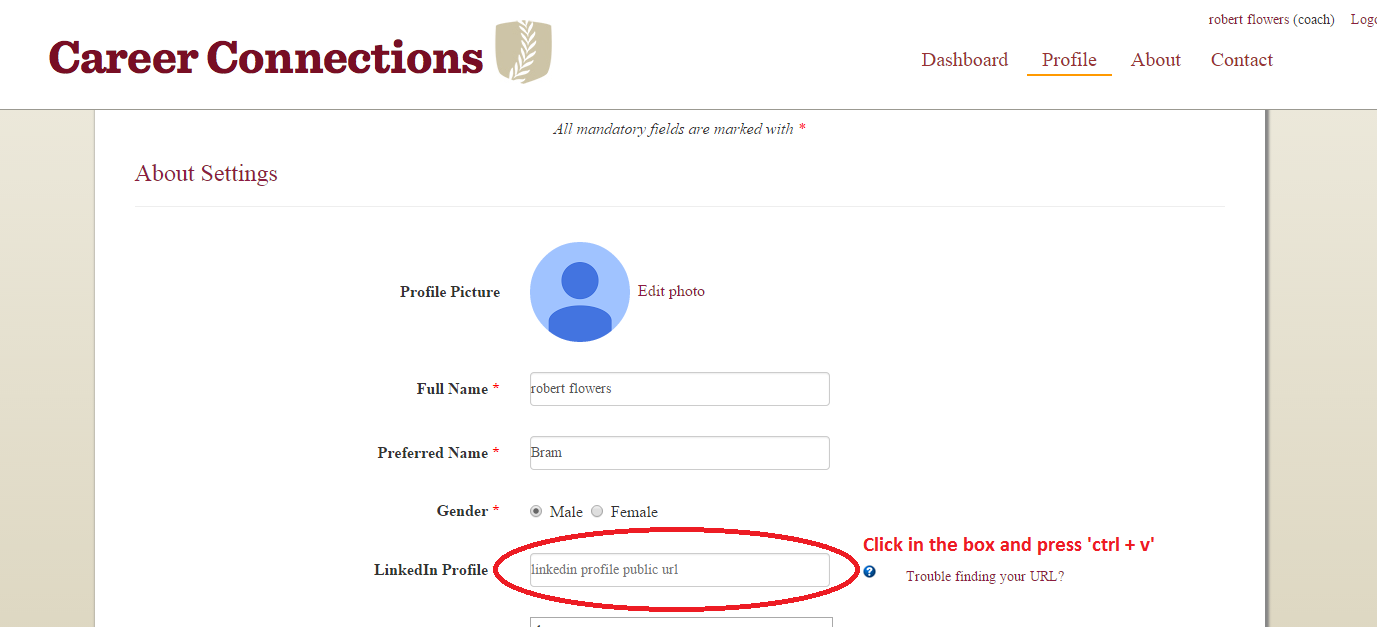 robert flowers (coach) Logo
Career Connections
Dashboard Profile About Contact
All mandatory fields are marked with *
About Settings
Profile Picture Edit photo
Full Name * robert flowers
Preferred Name * Bram
Gender * Male Female
Click in the box and press 'ctrl + v'
LinkedIn Profile linkedin profile public url ?
Trouble finding your URL?